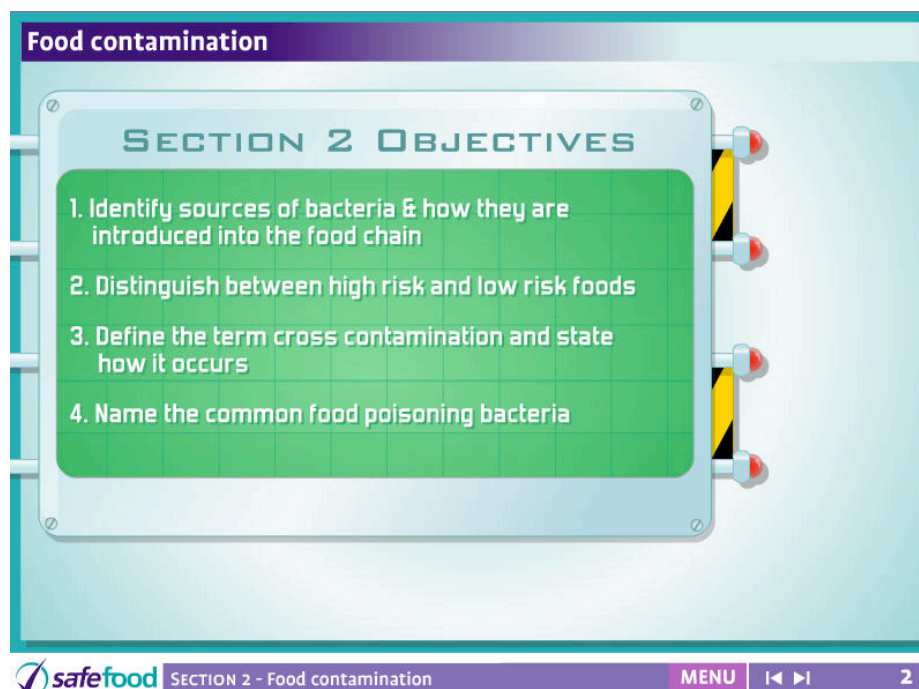 Food contamination
SECTION 2 OBJECTIVES
1. Identify sources of bacteria & how they are
introduced into the food chain
2. Distinguish between high risk and low risk foods
3. Define the term cross contamination and state
how it occurs
4. Name the common food poisoning bacteria
safefood SECTION 2 - Food contamination MENU 2